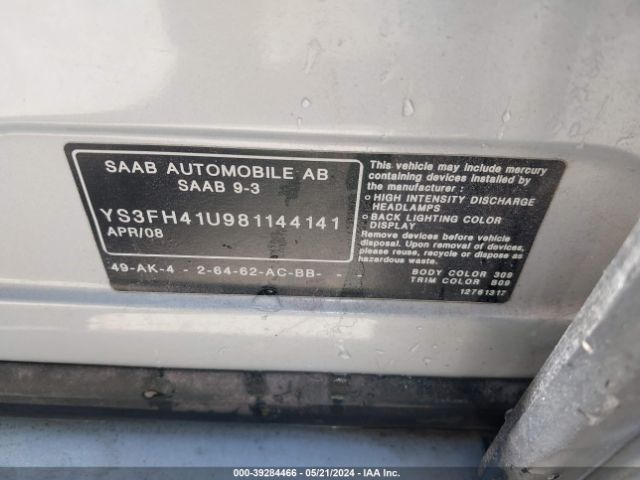 SAAB AUTOMOBILE AB
SAAB 9-3
YS3FH41U981144141
APR/08
49-AK-4 - 2-64-62-AC-BB- - -
This vehicle may include mercury
containing devices installed by
the manufacturer :
o HIGH INTENSITY DISCHARGE
HEADLAMPS
o BACK LIGHTING COLOR
DISPLAY
Remove devices before vehicle
disposal. Upon removal of devices,
please reuse, recycle or dispose as
hazardous waste.
BODY COLOR 309
TRIM COLOR B09
12761317
000-39284466 - 05/21/2024 - IAA Inc.